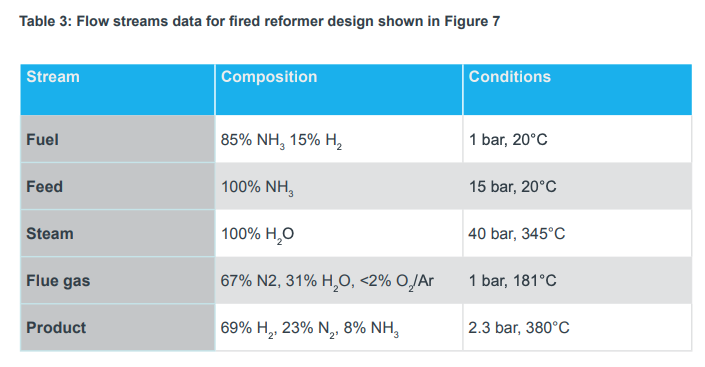 Table 3: Flow streams data for fired reformer design shown in Figure 7
Stream Composition Conditions
Fuel 85% NH₃ 15% H₂ 1 bar, 20°C
Feed 100% NH₃ 15 bar, 20°C
Steam 100% H₂O 40 bar, 345°C
Flue gas 67% N2, 31% H₂O, <2% O₂/Ar 1 bar, 181°C
Product 69% H₂, 23% N₂, 8% NH₃ 2.3 bar, 380°C